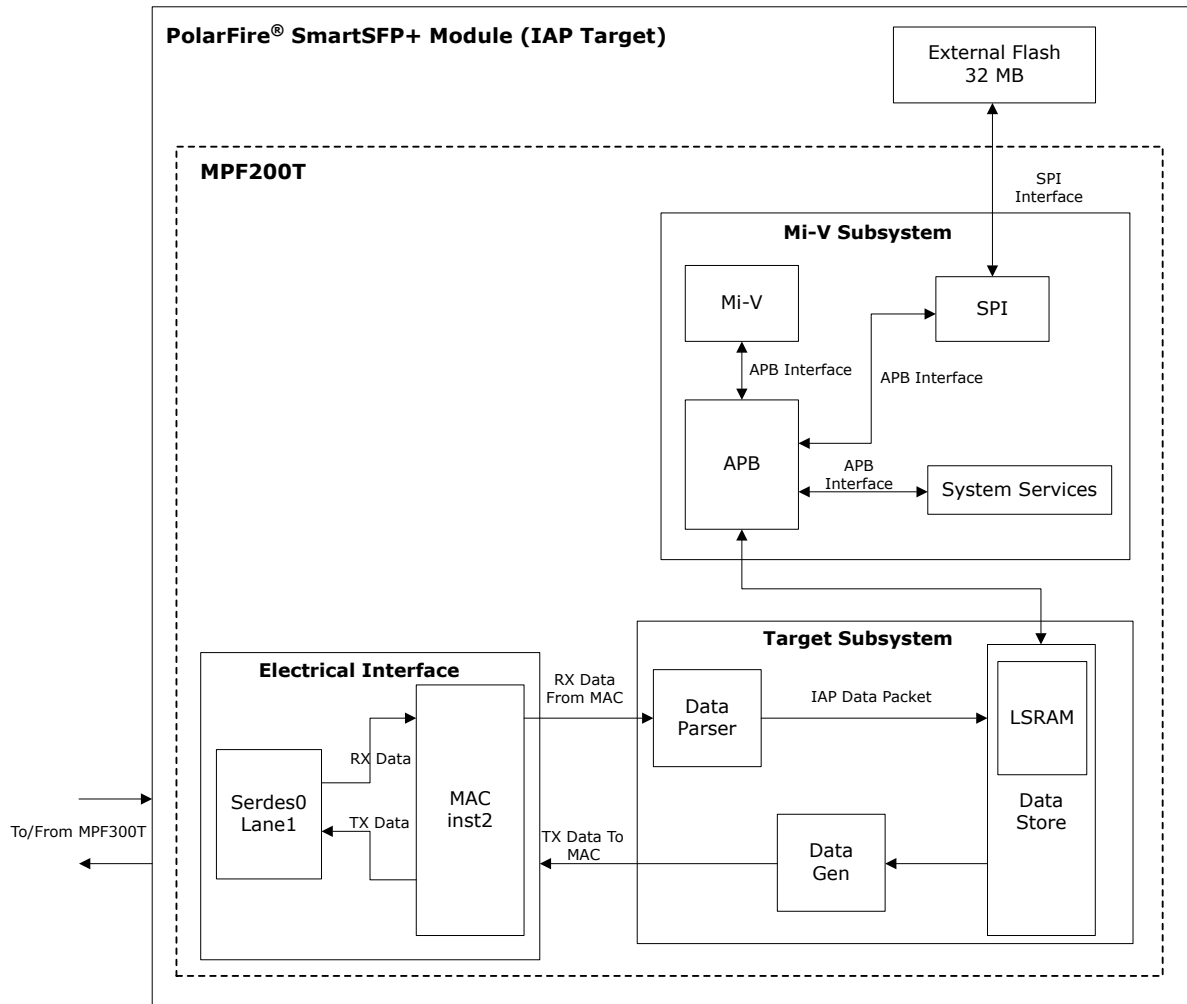 PolarFire® SmartSFP+ Module (IAP Target)
External Flash
32 MB
MPF200T
SPI
Interface
Mi-V Subsystem
Mi-V
SPI
APB Interface
APB Interface
APB
APB
Interface
System Services
Target Subsystem
Electrical Interface
RX Data
From MAC
Data
Parser
IAP Data Packet
LSRAM
RX Data
Serdes0
Lane1
MAC
inst2
Data
Store
To/From MPF300T
TX Data
TX Data To
MAC
Data
Gen